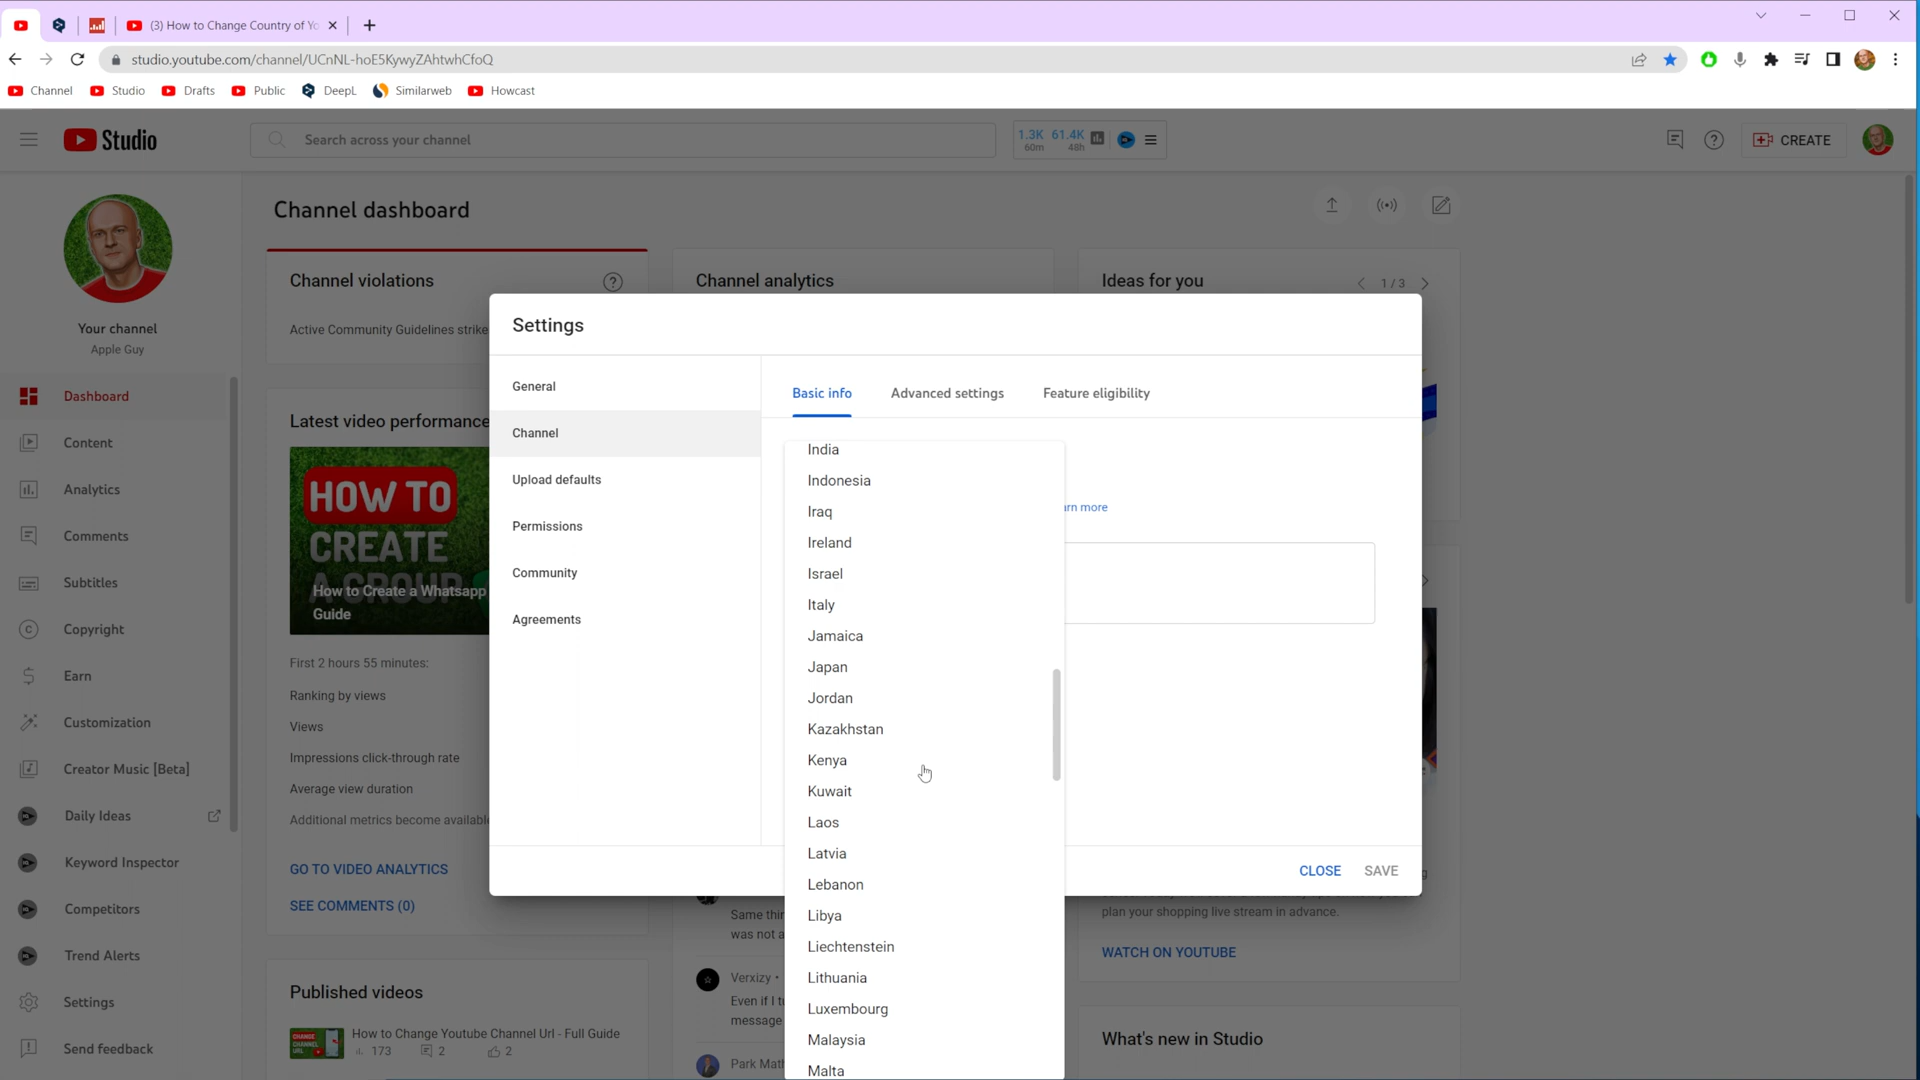 (3) How to Change Country of Yo
studio.youtube.com/channel/UCnNL-hoE5KywyZAhtwhCfoQ
Channel
Studio
Drafts
Public
DeepL
Similarweb
Howcast
Studio
Search across your channel
1.3K 61.4K
60m 48h
CREATE
Your channel
Apple Guy
Dashboard
Content
Analytics
Comments
Subtitles
Copyright
Earn
Customization
Creator Music [Beta]
Daily Ideas
Keyword Inspector
Competitors
Trend Alerts
Settings
Send feedback
Channel dashboard
Channel violations
Active Community Guidelines strike
Latest video performance
HOW TO
CREATE
A GROUP
How to Create a Whatsapp
Guide
First 2 hours 55 minutes:
Ranking by views
Views
Impressions click-through rate
Average view duration
Additional metrics become available
GO TO VIDEO ANALYTICS
SEE COMMENTS (0)
Published videos
CHANGE
CHANNEL
URL
How to Change Youtube Channel Url - Full Guide
173
2
2
Channel analytics
Ideas for you
1 / 3
Settings
General
Channel
Upload defaults
Permissions
Community
Agreements
Basic info
Advanced settings
Feature eligibility
India
Indonesia
Iraq
Ireland
Israel
Italy
Jamaica
Japan
Jordan
Kazakhstan
Kenya
Kuwait
Laos
Latvia
Lebanon
Libya
Liechtenstein
Lithuania
Luxembourg
Malaysia
Malta
arn more
CLOSE
SAVE
Same thin
was not a
Verxizy •
Even if I tu
message
Park Mat
plan your shopping live stream in advance.
WATCH ON YOUTUBE
What's new in Studio